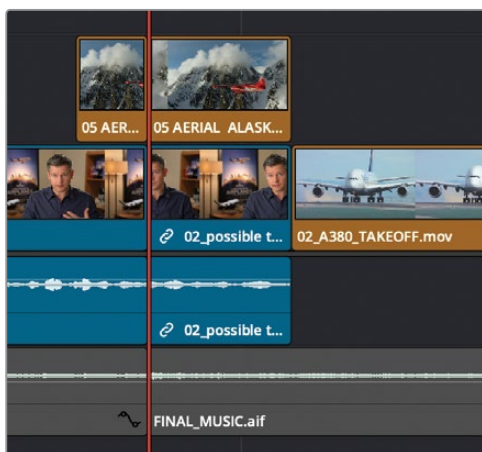 05 AER...
05 AERIAL ALASK...
02_possible t...
02_A380_TAKEOFF.mov
02_possible t...
FINAL_MUSIC.aif